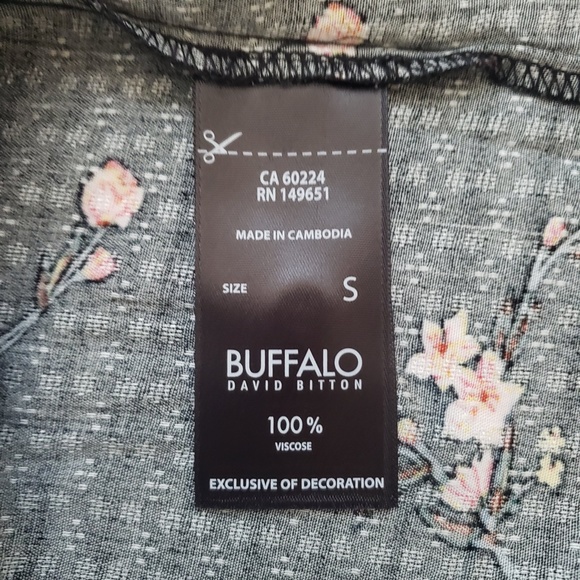 CA 60224
RN 149651
MADE IN CAMBODIA
SIZE S
BUFFALO
DAVID BITTON
100 %
VISCOSE
EXCLUSIVE OF DECORATION